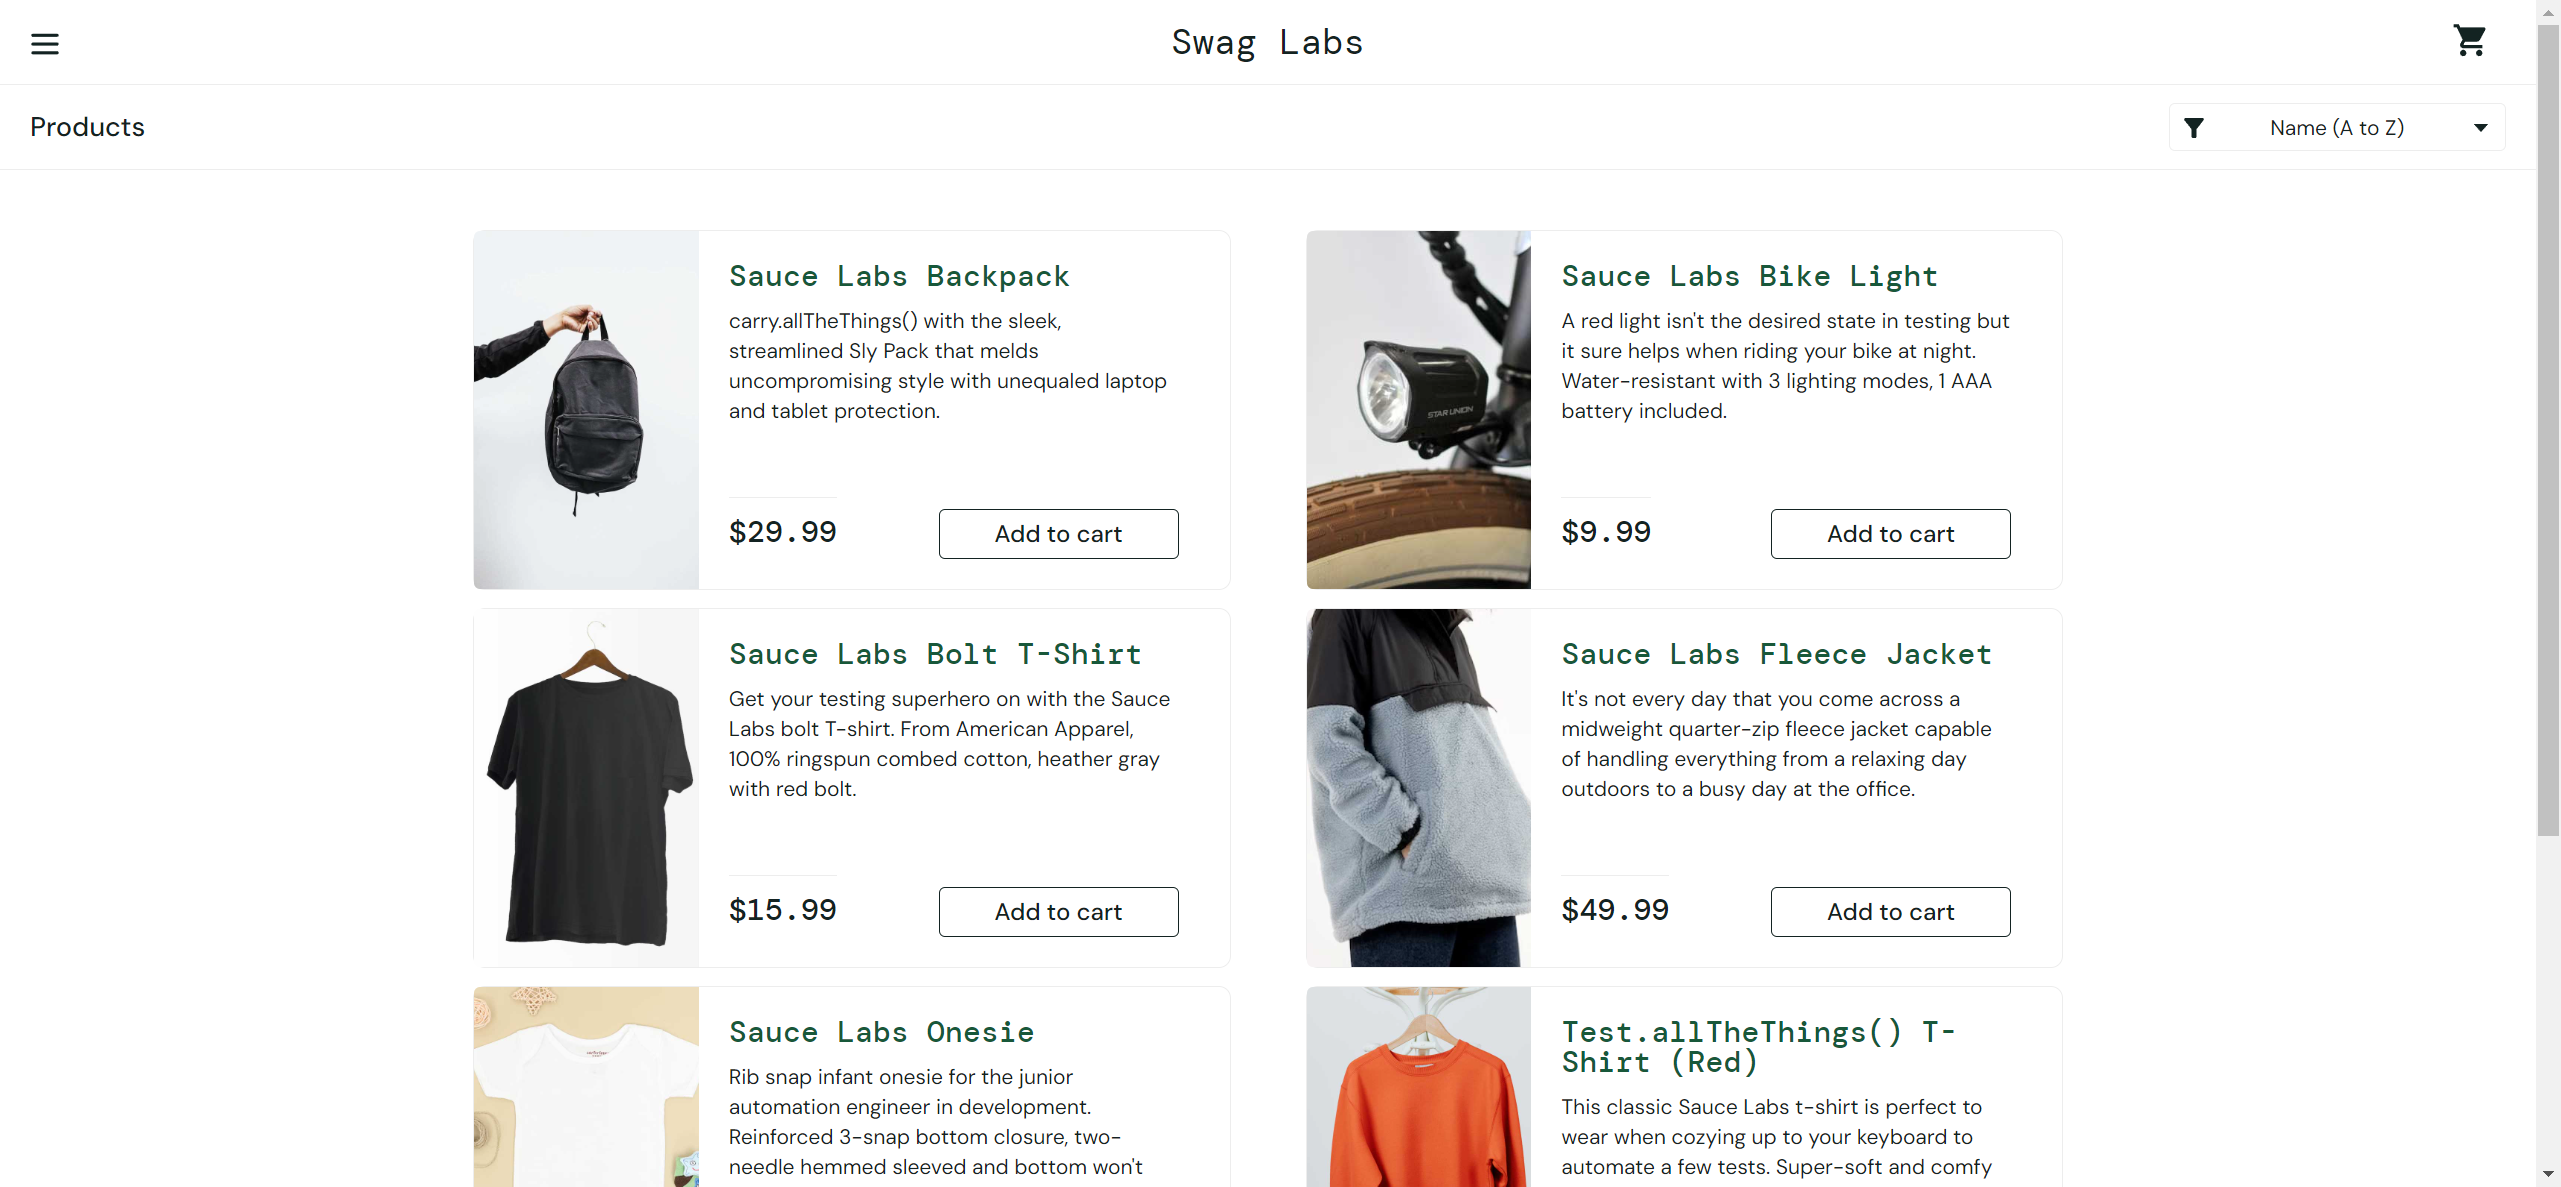 Swag Labs
Products
Name (A to Z)
Sauce Labs Backpack
carry.allTheThings() with the sleek,
streamlined Sly Pack that melds
uncompromising style with unequaled laptop
and tablet protection.
$29.99
Add to cart
Sauce Labs Bike Light
A red light isn't the desired state in testing but
it sure helps when riding your bike at night.
Water-resistant with 3 lighting modes, 1 AAA
battery included.
$9.99
Add to cart
STAR UNION
Sauce Labs Bolt T-Shirt
Get your testing superhero on with the Sauce
Labs bolt T-shirt. From American Apparel,
100% ringspun combed cotton, heather gray
with red bolt.
$15.99
Add to cart
Sauce Labs Fleece Jacket
It's not every day that you come across a
midweight quarter-zip fleece jacket capable
of handling everything from a relaxing day
outdoors to a busy day at the office.
$49.99
Add to cart
Sauce Labs Onesie
Rib snap infant onesie for the junior
automation engineer in development.
Reinforced 3-snap bottom closure, two-
needle hemmed sleeved and bottom won't
Test.allTheThings() T-
Shirt (Red)
This classic Sauce Labs t-shirt is perfect to
wear when cozying up to your keyboard to
automate a few tests. Super-soft and comfy